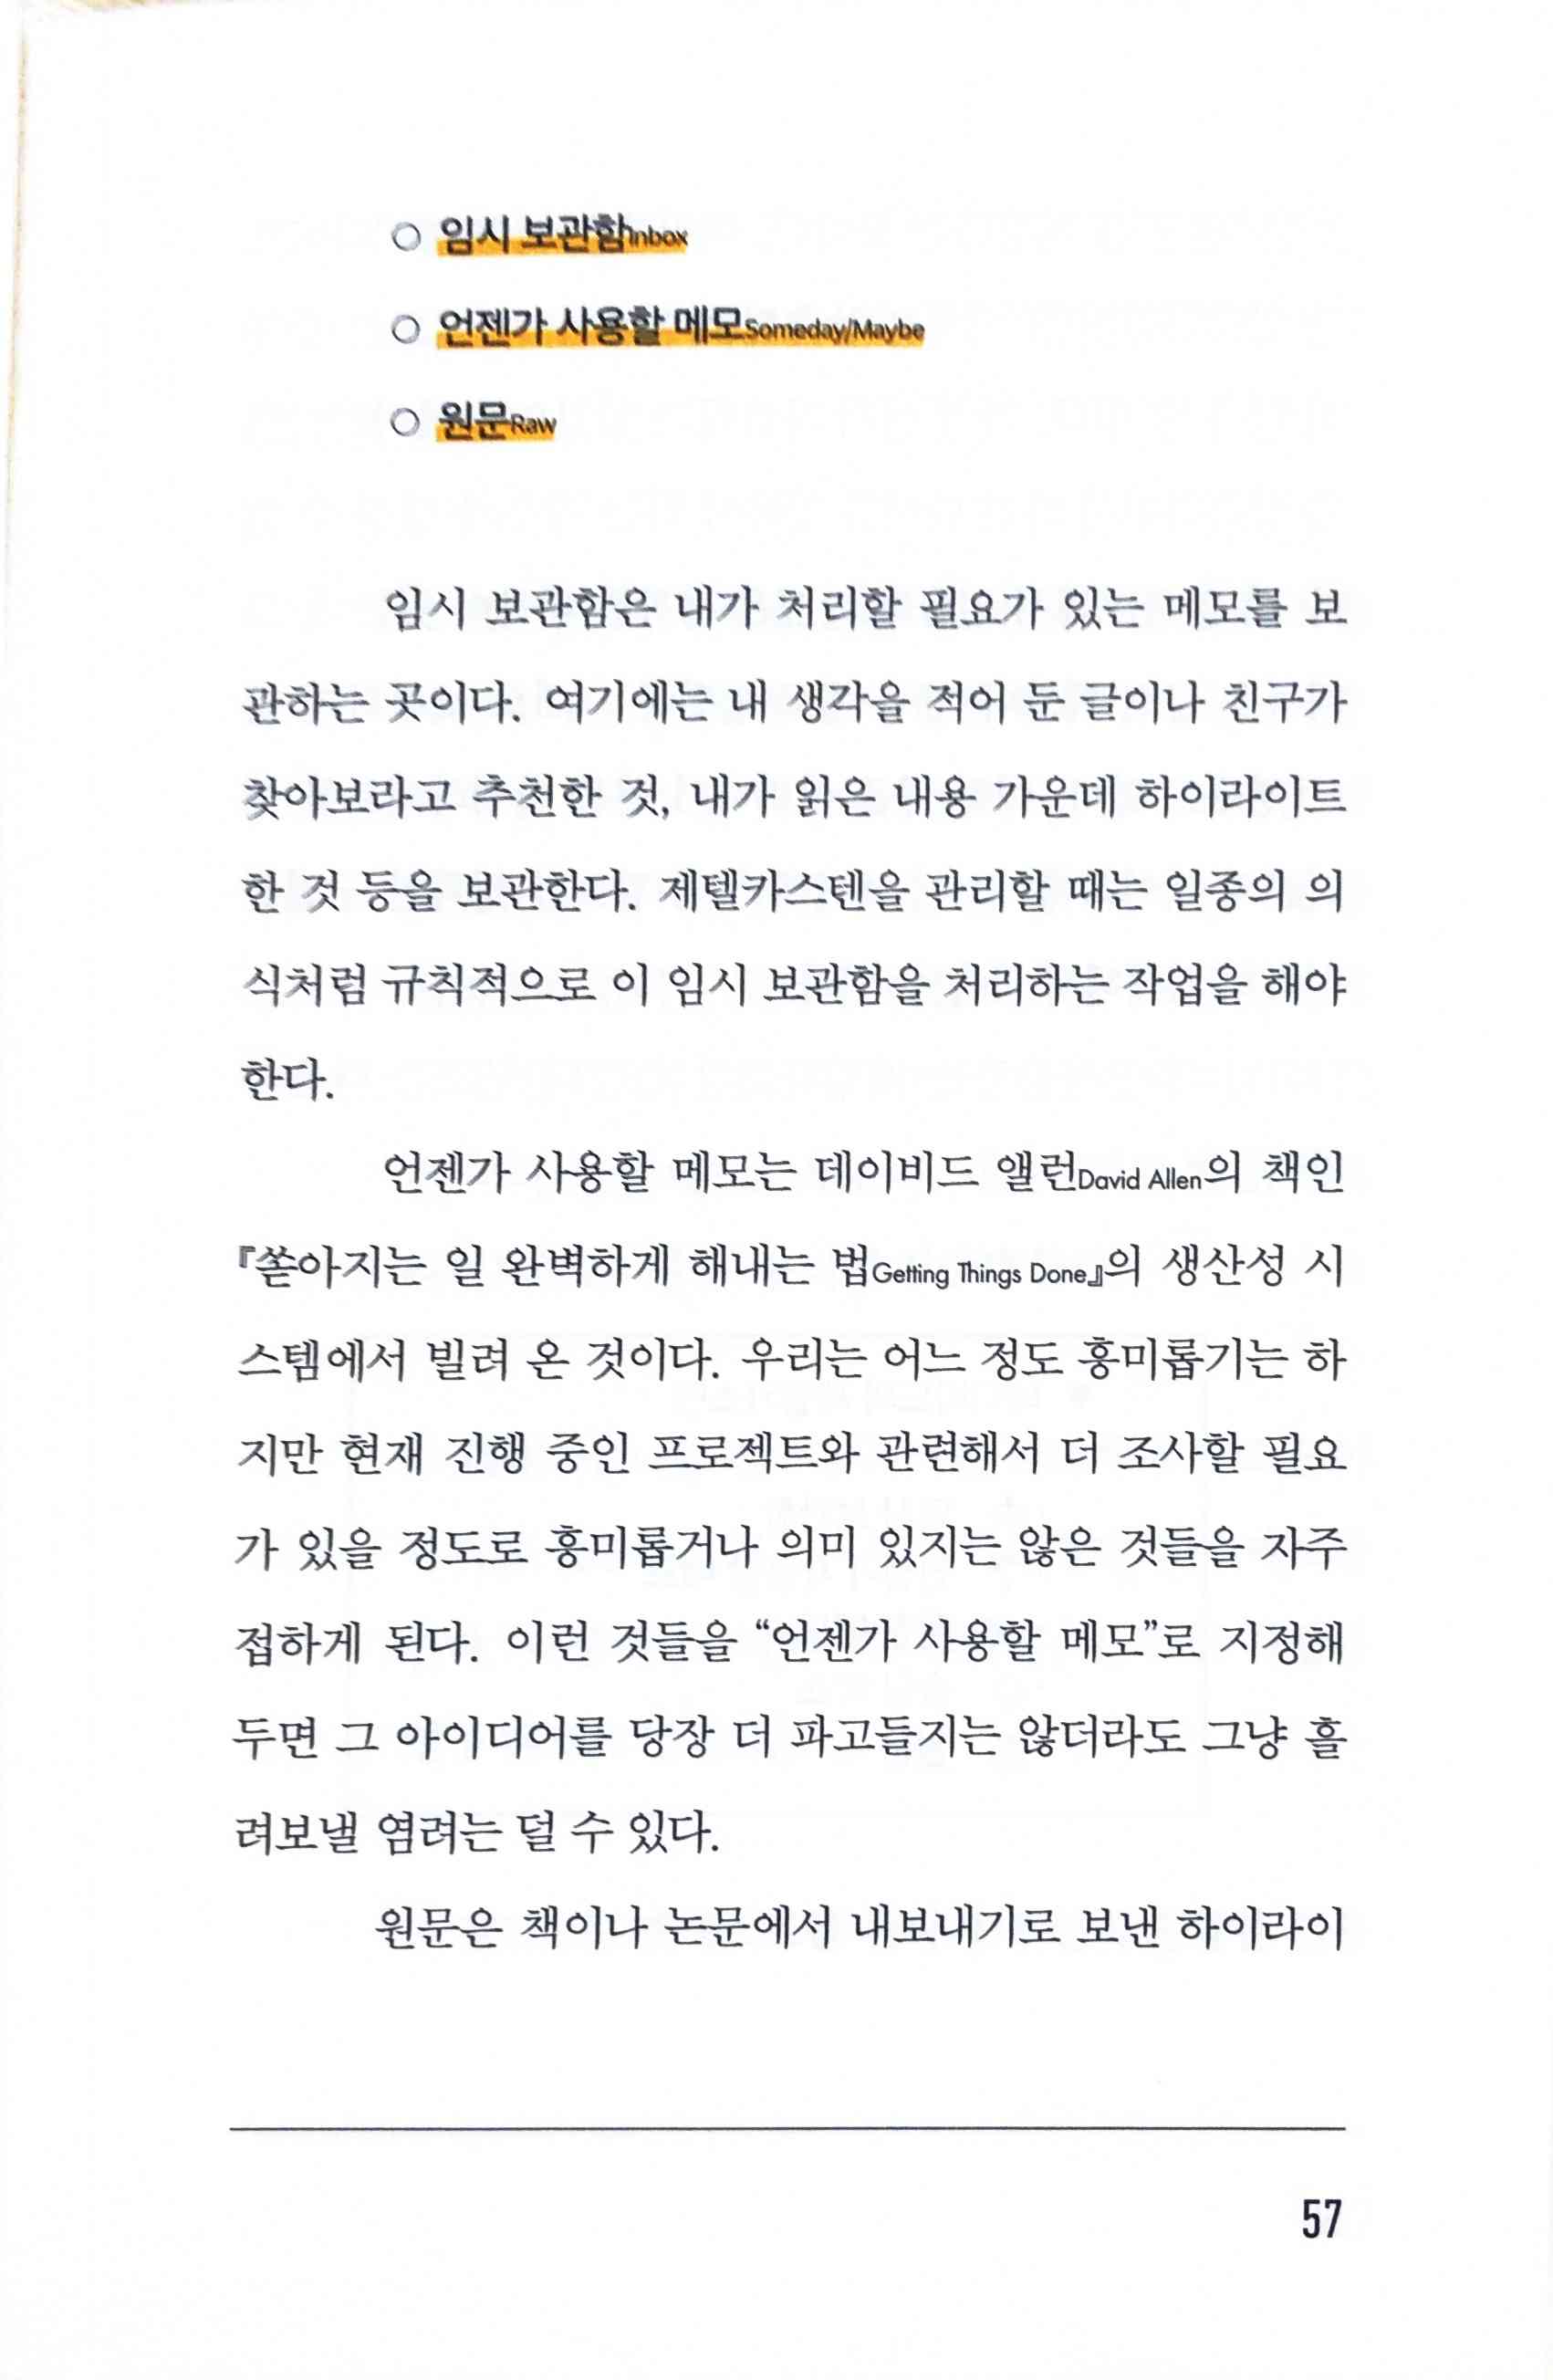 ○ 임시 보관함Inbox
○ 언젠가 사용할 메모Someday/Maybe
○ 원문Raw
임시 보관함은 내가 처리할 필요가 있는 메모를 보
관하는 곳이다. 여기에는 내 생각을 적어 둔 글이나 친구가
찾아보라고 추천한 것, 내가 읽은 내용 가운데 하이라이트
한 것 등을 보관한다. 제텔카스텐을 관리할 때는 일종의 의
식처럼 규칙적으로 이 임시 보관함을 처리하는 작업을 해야
한다.
언젠가 사용할 메모는 데이비드 앨런David Allen의 책인
『쏟아지는 일 완벽하게 해내는 법Getting Things Done』의 생산성 시
스템에서 빌려 온 것이다. 우리는 어느 정도 흥미롭기는 하
지만 현재 진행 중인 프로젝트와 관련해서 더 조사할 필요
가 있을 정도로 흥미롭거나 의미 있지는 않은 것들을 자주
접하게 된다. 이런 것들을 “언젠가 사용할 메모”로 지정해
두면 그 아이디어를 당장 더 파고들지는 않더라도 그냥 흘
려보낼 염려는 덜 수 있다.
원문은 책이나 논문에서 내보내기로 보낸 하이라이
57